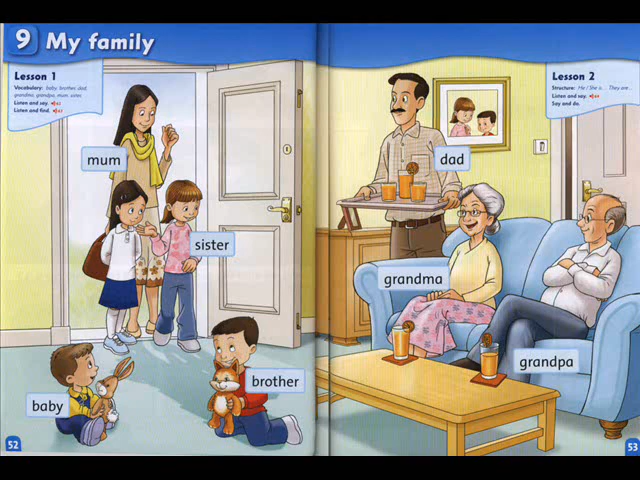 9 My family
Lesson 1
Vocabulary: baby, brother, dad,
grandma, grandpa, mum, sister
Listen and say.
Listen and find.
mum
sister
baby
brother
52
Lesson 2
Structure: He / She is... They are...
Listen and say.
Say and do.
dad
grandma
grandpa
53